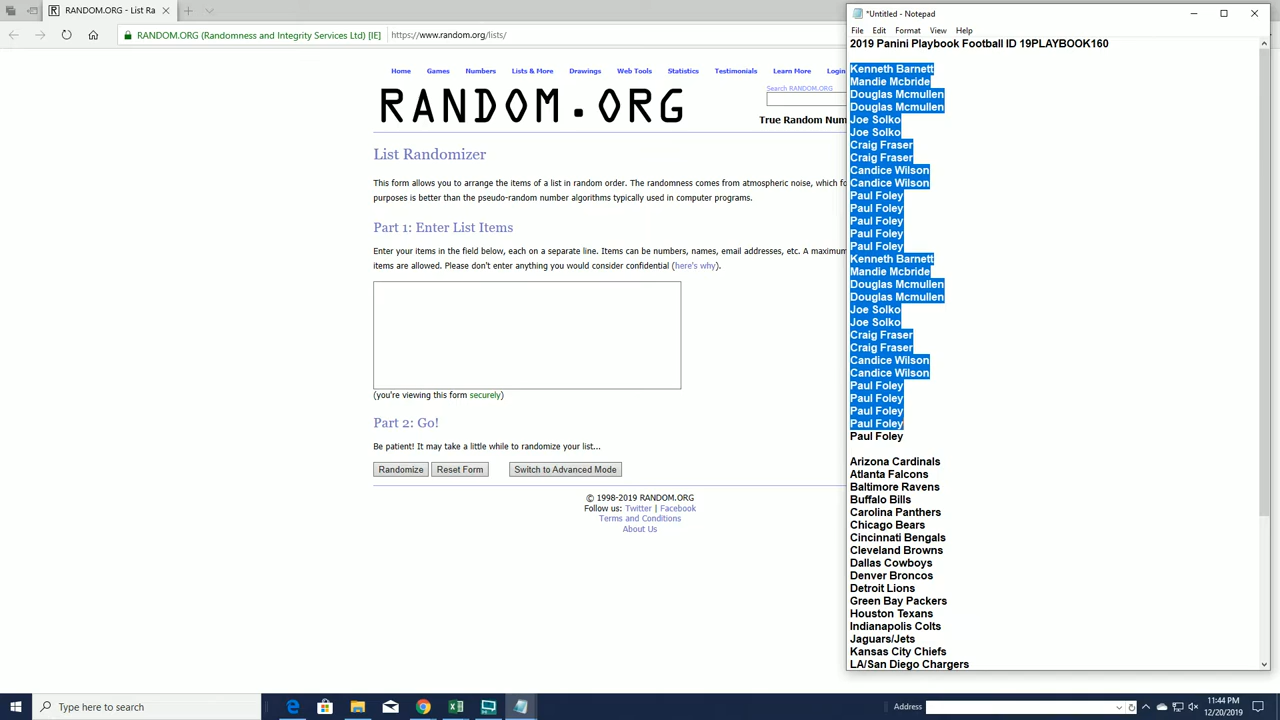 RANDOM.ORG - List Ra
RANDOM.ORG (Randomness and Integrity Services Ltd) [IE]
https://www.random.org/lists/
Home Games Numbers Lists & More Drawings Web Tools Statistics Testimonials Learn More Login
Search RANDOM.ORG
RANDOM.ORG
True Random Num
List Randomizer
This form allows you to arrange the items of a list in random order. The randomness comes from atmospheric noise, which fo
purposes is better than the pseudo-random number algorithms typically used in computer programs.
Part 1: Enter List Items
Enter your items in the field below, each on a separate line. Items can be numbers, names, email addresses, etc. A maximum
items are allowed. Please don't enter anything you would consider confidential (here's why).
(you're viewing this form securely)
Part 2: Go!
Be patient! It may take a little while to randomize your list...
Randomize Reset Form Switch to Advanced Mode
© 1998-2019 RANDOM.ORG
Follow us: Twitter | Facebook
Terms and Conditions
About Us
*Untitled - Notepad
File Edit Format View Help
2019 Panini Playbook Football ID 19PLAYBOOK160
Kenneth Barnett
Mandie Mcbride
Douglas Mcmullen
Douglas Mcmullen
Joe Solko
Joe Solko
Craig Fraser
Craig Fraser
Candice Wilson
Candice Wilson
Paul Foley
Paul Foley
Paul Foley
Paul Foley
Paul Foley
Kenneth Barnett
Mandie Mcbride
Douglas Mcmullen
Douglas Mcmullen
Joe Solko
Joe Solko
Craig Fraser
Craig Fraser
Candice Wilson
Candice Wilson
Paul Foley
Paul Foley
Paul Foley
Paul Foley
Paul Foley
Arizona Cardinals
Atlanta Falcons
Baltimore Ravens
Buffalo Bills
Carolina Panthers
Chicago Bears
Cincinnati Bengals
Cleveland Browns
Dallas Cowboys
Denver Broncos
Detroit Lions
Green Bay Packers
Houston Texans
Indianapolis Colts
Jaguars/Jets
Kansas City Chiefs
LA/San Diego Chargers
Type here to search
Address
11:44 PM
12/20/2019